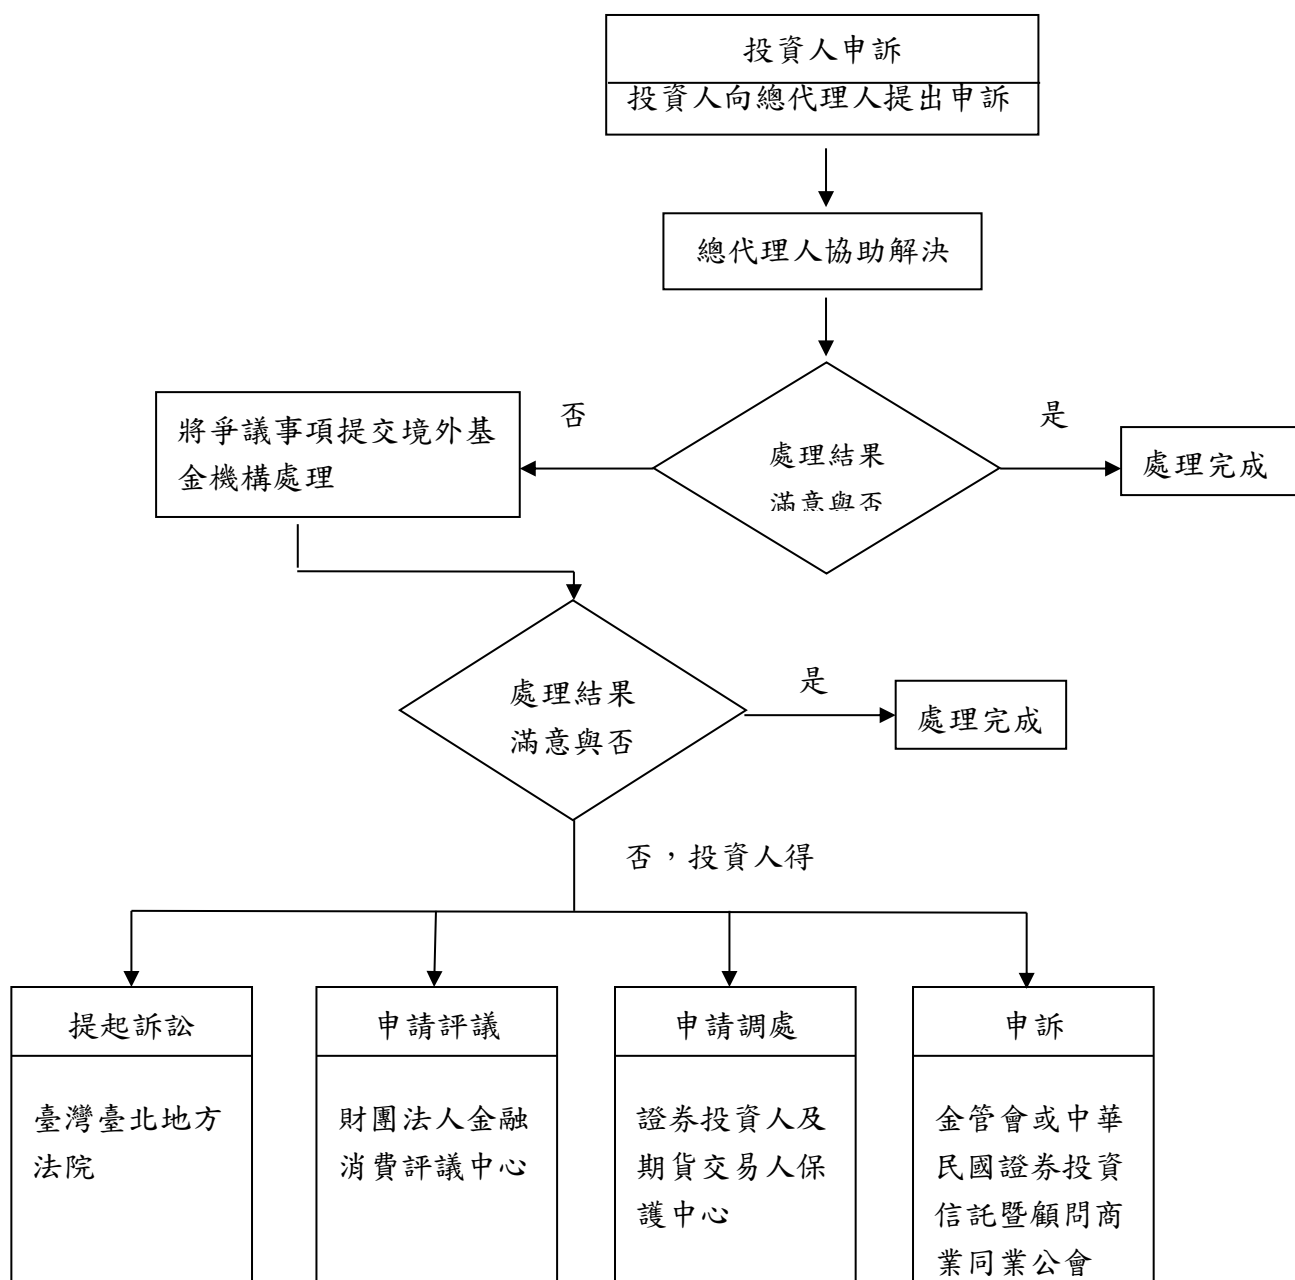 投資人申訴
投資人向總代理人提出申訴
總代理人協助解決
否
是
將爭議事項提交境外基
金機構處理
處理結果
滿意與否
處理完成
處理結果
滿意與否
是
處理完成
否，投資人得
提起訴訟
臺灣臺北地方
法院
申請評議
財團法人金融
消費評議中心
申請調處
證券投資人及
期貨交易人保
護中心
申訴
金管會或中華
民國證券投資
信託暨顧問商
業同業公會